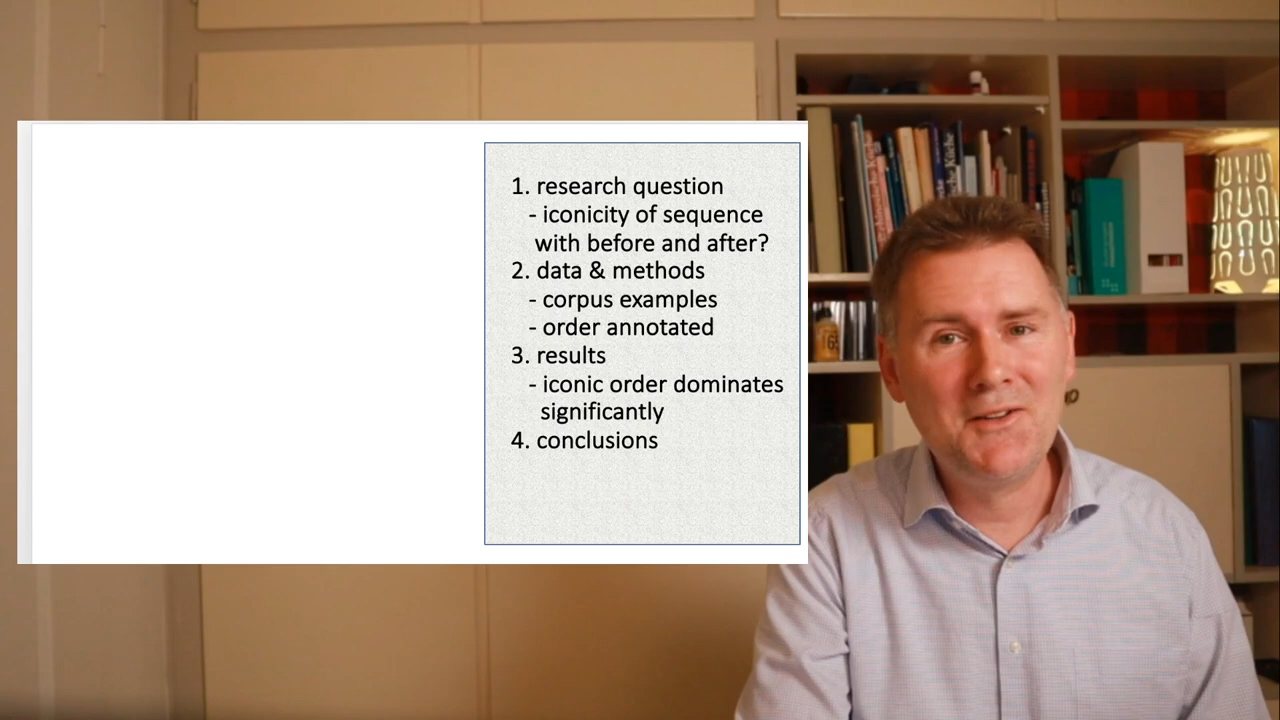 1. research question
- iconicity of sequence
with before and after?
2. data & methods
- corpus examples
- order annotated
3. results
- iconic order dominates
significantly
4. conclusions